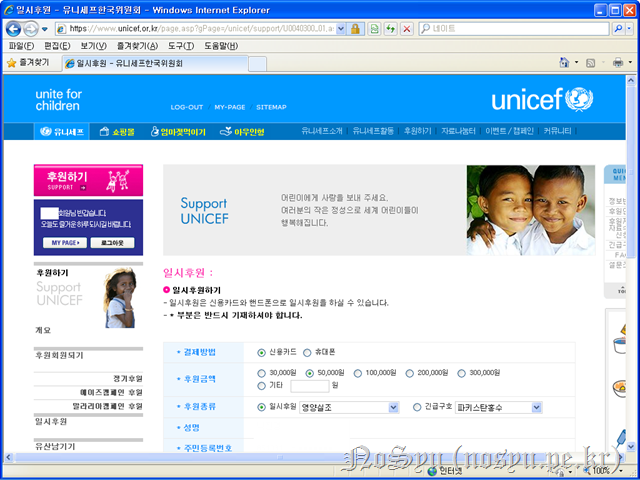 일시후원 - 유니세프한국위원회 - Windows Internet Explorer
https://www.unicef.or.kr/page.asp?gPage=/unicef/support/U0040300_01.as
네이트
파일(F) 편집(E) 보기(V) 즐겨찾기(A) 도구(T) 도움말(H)
즐겨찾기
일시후원 - 유니세프한국위원회
unite for
children
LOG-OUT MY-PAGE SITEMAP
unicef
유니세프 쇼핑몰 엄마젖먹이기 아우인형 유니세프소개 유니세프활동 후원하기 자료나눔터 이벤트/캠페인 커뮤니티
후원하기
SUPPORT
회원님 반갑습니다.
오늘도 즐거운 하루 되시길 바랍니다.
MY PAGE 로그아웃
Support
UNICEF
어린이에게 사랑을 보내 주세요.
여러분의 작은 정성으로 세계 어린이들이
행복해집니다.
후원하기
Support
UNICEF
개요
후원회원되기
정기후원
에이즈캠페인 후원
말라리아캠페인 후원
일시후원
유산남기기
일시후원 :
일시후원하기
- 일시후원은 신용카드와 핸드폰으로 일시후원을 하실 수 있습니다.
- * 부분은 반드시 기재하셔야 합니다.
* 결제방법 신용카드 휴대폰
* 후원금액 30,000원 50,000원 100,000원 200,000원 300,000원
기타 원
* 후원종류 일시후원 영양실조 긴급구호 파키스탄홍수
* 성명
* 주민등록번호
NoSyu (nosyu.pe.kr)
인터넷
100%